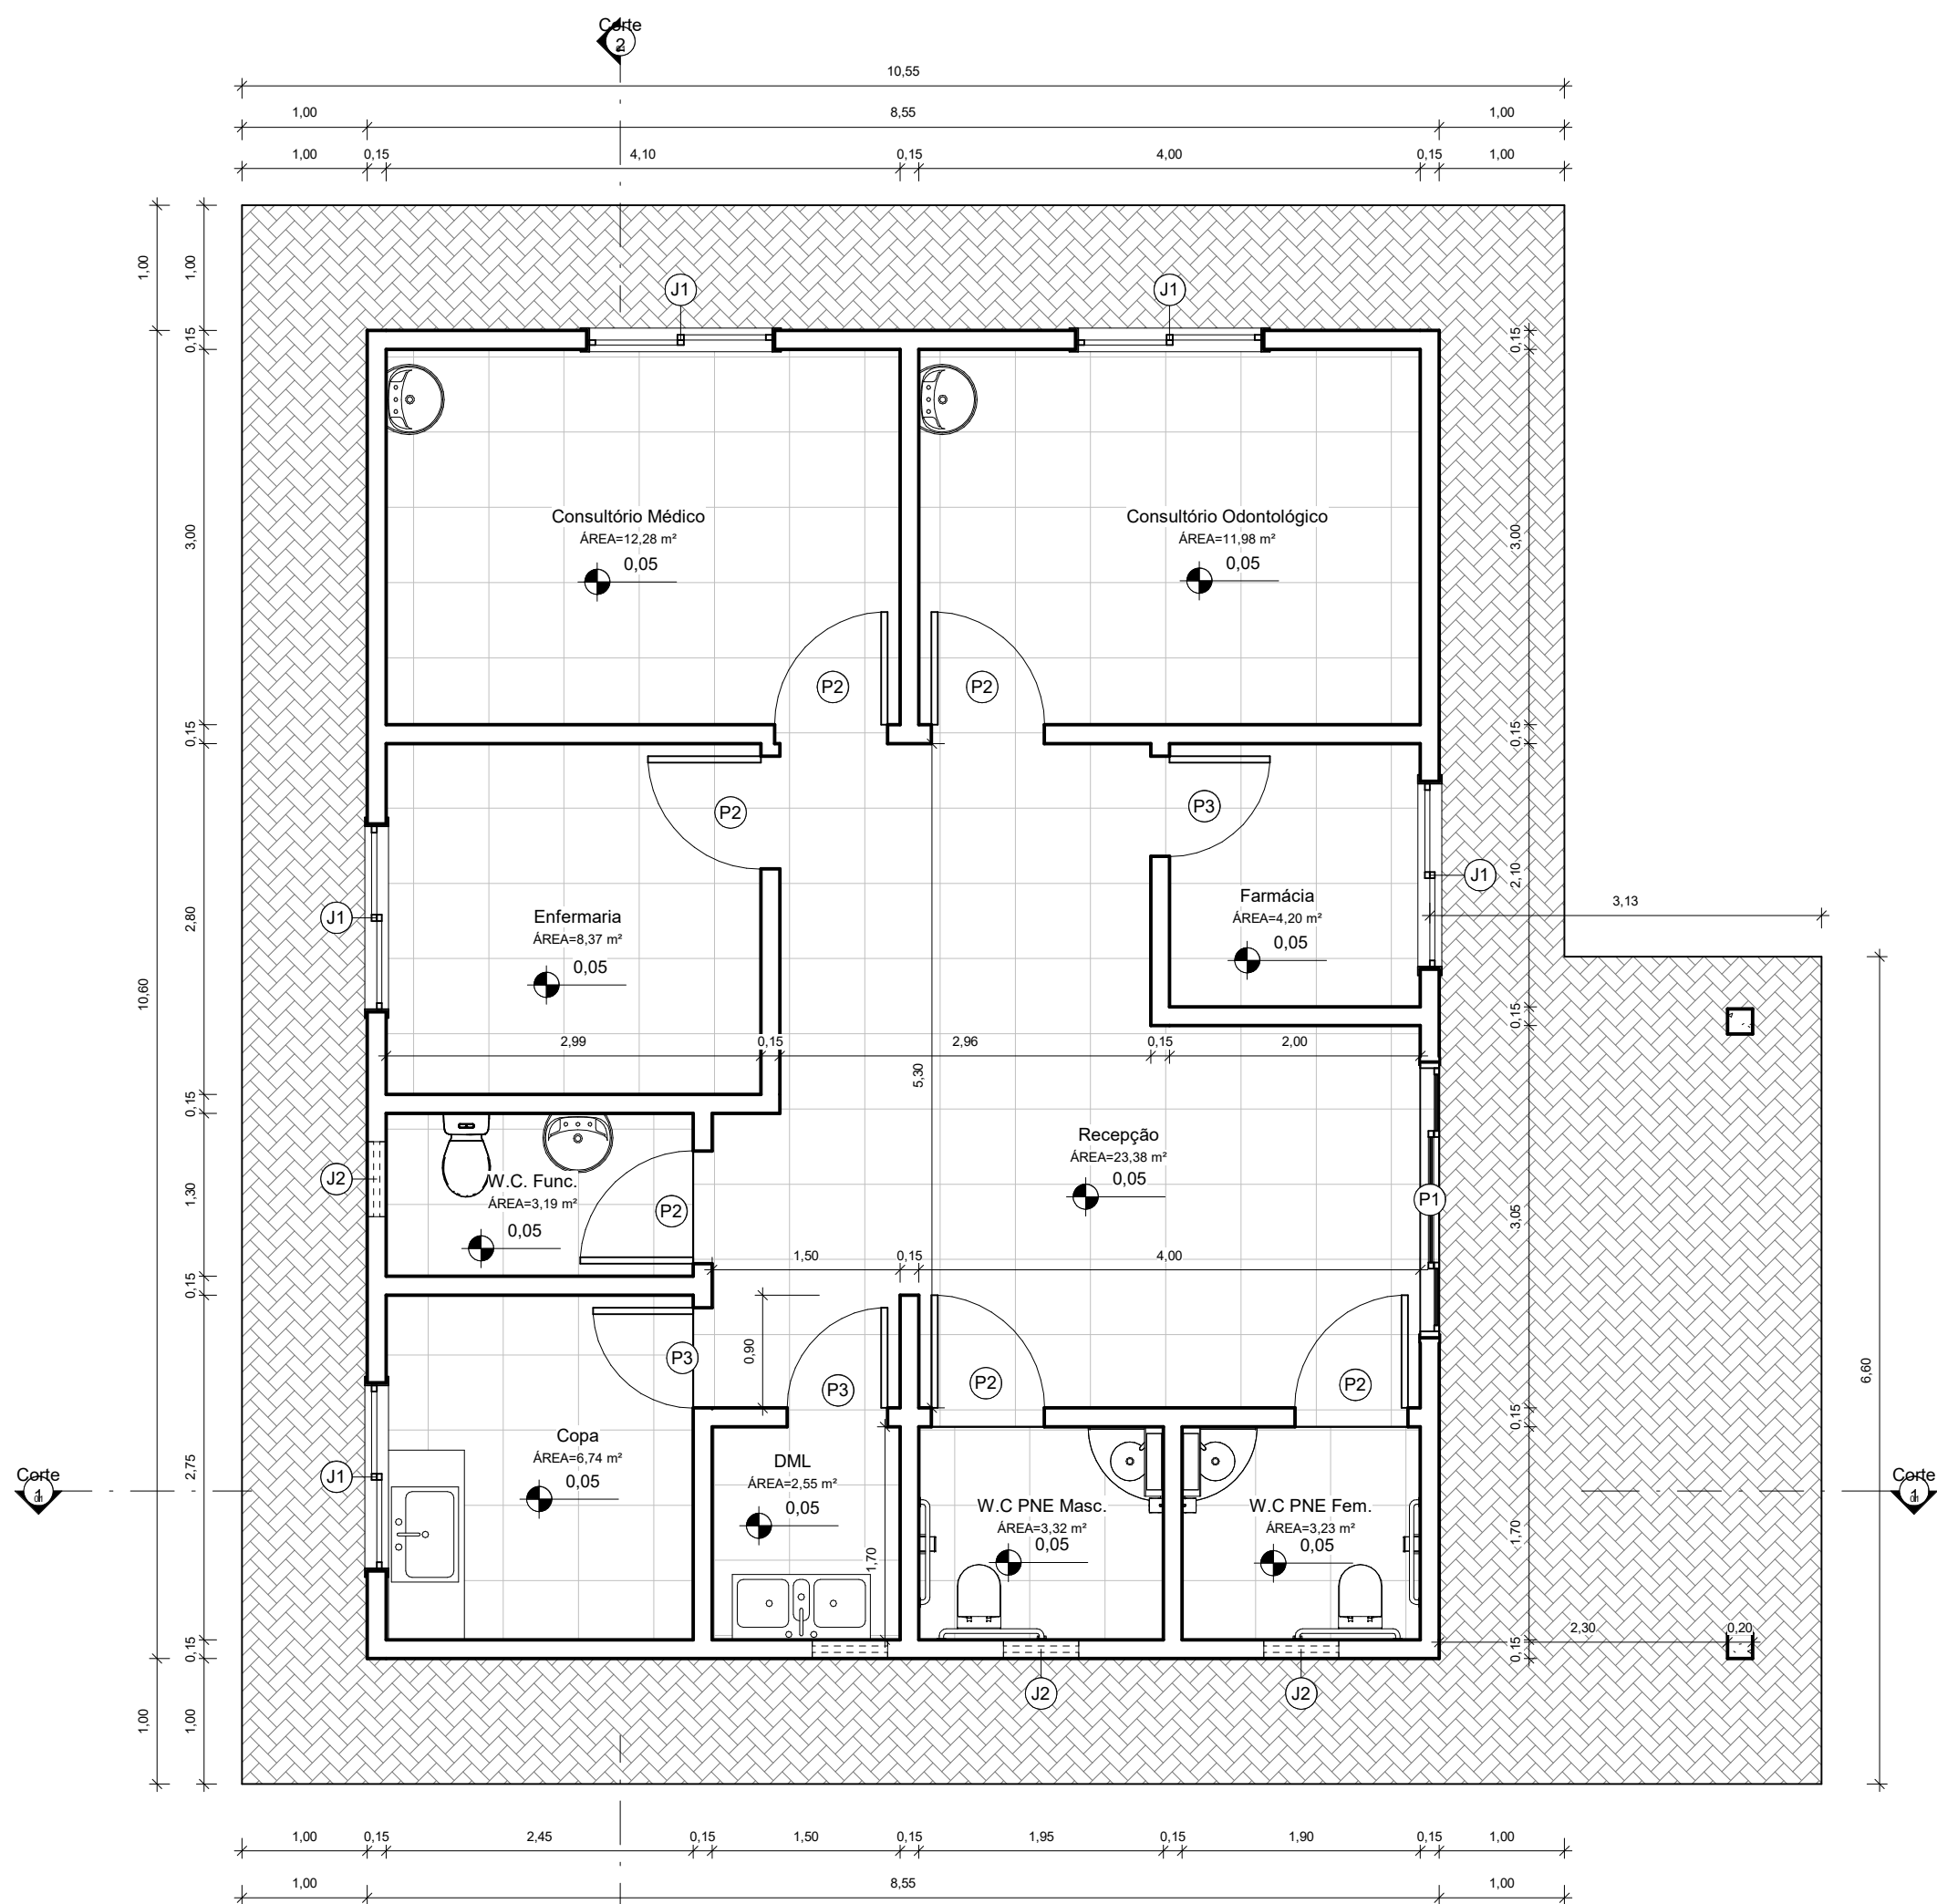 Corte
2
10,55
1,00 8,55 1,00
1,00 0,15 4,10 0,15 4,00 0,15 1,00
1,00 1,00
J1 J1
0,15 0,15
Consultório Médico
ÁREA=12,28 m²
0,05
Consultório Odontológico
ÁREA=11,98 m²
0,05
3,00 3,00
P2 P2
0,15 0,15
P2 P3
Enfermaria
ÁREA=8,37 m²
0,05
Farmácia
ÁREA=4,20 m²
0,05
J1 J1
2,80 2,10
3,13
10,60
0,15
2,99 0,15 2,96 0,15 2,00
5,30
0,15
Recepção
ÁREA=23,38 m²
0,05
W.C. Func.
ÁREA=3,19 m²
0,05
J2 P2 P1
1,30 3,05
1,50 0,15 4,00
0,15
0,90
P3 P3 P2 P2
6,60
0,15
Copa
ÁREA=6,74 m²
0,05
DML
ÁREA=2,55 m²
0,05
W.C PNE Masc.
ÁREA=3,32 m²
0,05
W.C PNE Fem.
ÁREA=3,23 m²
0,05
J1
2,75 1,70 1,70
Corte
1
Corte
1
2,30 0,20
0,15 0,15
J2 J2
1,00 1,00
1,00 0,15 2,45 0,15 1,50 0,15 1,95 0,15 1,90 0,15 1,00
1,00 8,55 1,00